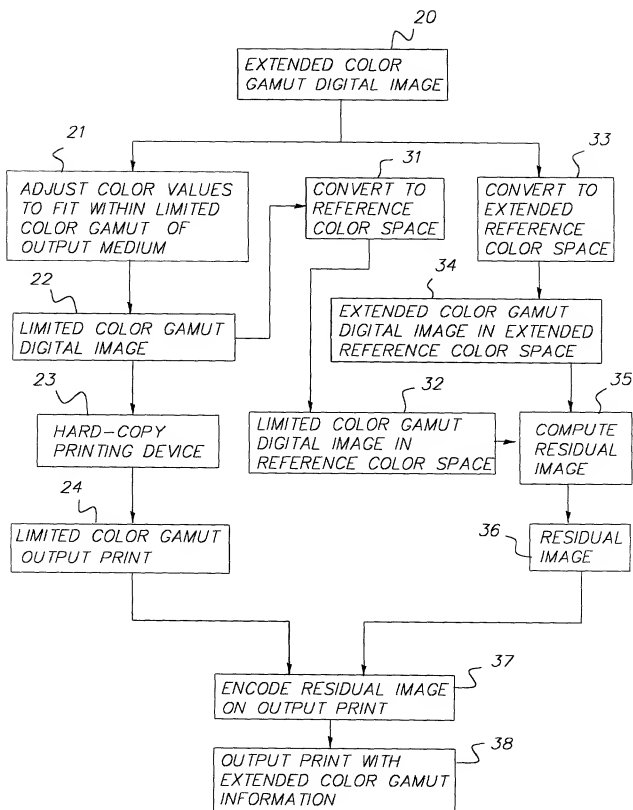 20
EXTENDED COLOR
GAMUT DIGITAL IMAGE
21
ADJUST COLOR VALUES
TO FIT WITHIN LIMITED
COLOR GAMUT OF
OUTPUT MEDIUM
31
CONVERT TO
REFERENCE
COLOR SPACE
33
CONVERT TO
EXTENDED
REFERENCE
COLOR SPACE
22
LIMITED COLOR GAMUT
DIGITAL IMAGE
34
EXTENDED COLOR GAMUT
DIGITAL IMAGE IN EXTENDED
REFERENCE COLOR SPACE
23
HARD-COPY
PRINTING DEVICE
32
LIMITED COLOR GAMUT
DIGITAL IMAGE IN
REFERENCE COLOR SPACE
35
COMPUTE
RESIDUAL
IMAGE
24
LIMITED COLOR GAMUT
OUTPUT PRINT
36
RESIDUAL
IMAGE
37
ENCODE RESIDUAL IMAGE
ON OUTPUT PRINT
38
OUTPUT PRINT WITH
EXTENDED COLOR GAMUT
INFORMATION